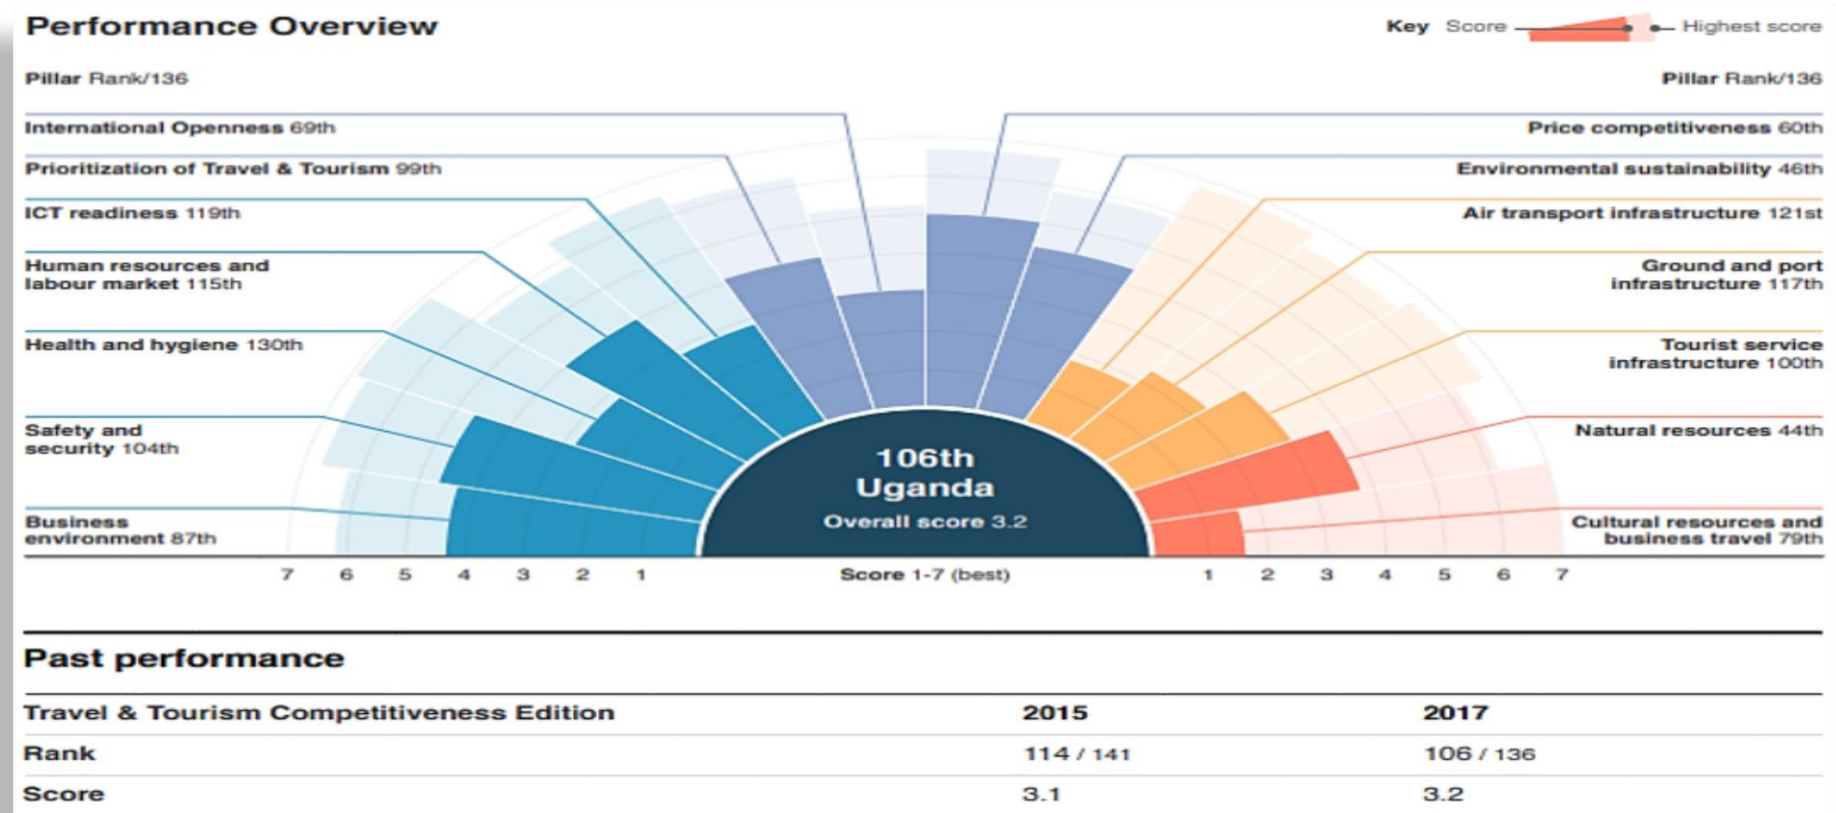 Performance Overview
Key Score Highest score
Pillar Rank/136
Pillar Rank/136
International Openness 69th
Prioritization of Travel & Tourism 99th
ICT readiness 119th
Human resources and
labour market 115th
Health and hygiene 130th
Safety and
security 104th
Business
environment 87th
Price competitiveness 60th
Environmental sustainability 46th
Air transport infrastructure 121st
Ground and port
infrastructure 117th
Tourist service
infrastructure 100th
Natural resources 44th
Cultural resources and
business travel 79th
106th
Uganda
Overall score 3.2
7 6 5 4 3 2 1 Score 1-7 (best) 1 2 3 4 5 6 7
Past performance
Travel & Tourism Competitiveness Edition 2015 2017
Rank 114 / 141 106 / 136
Score 3.1 3.2